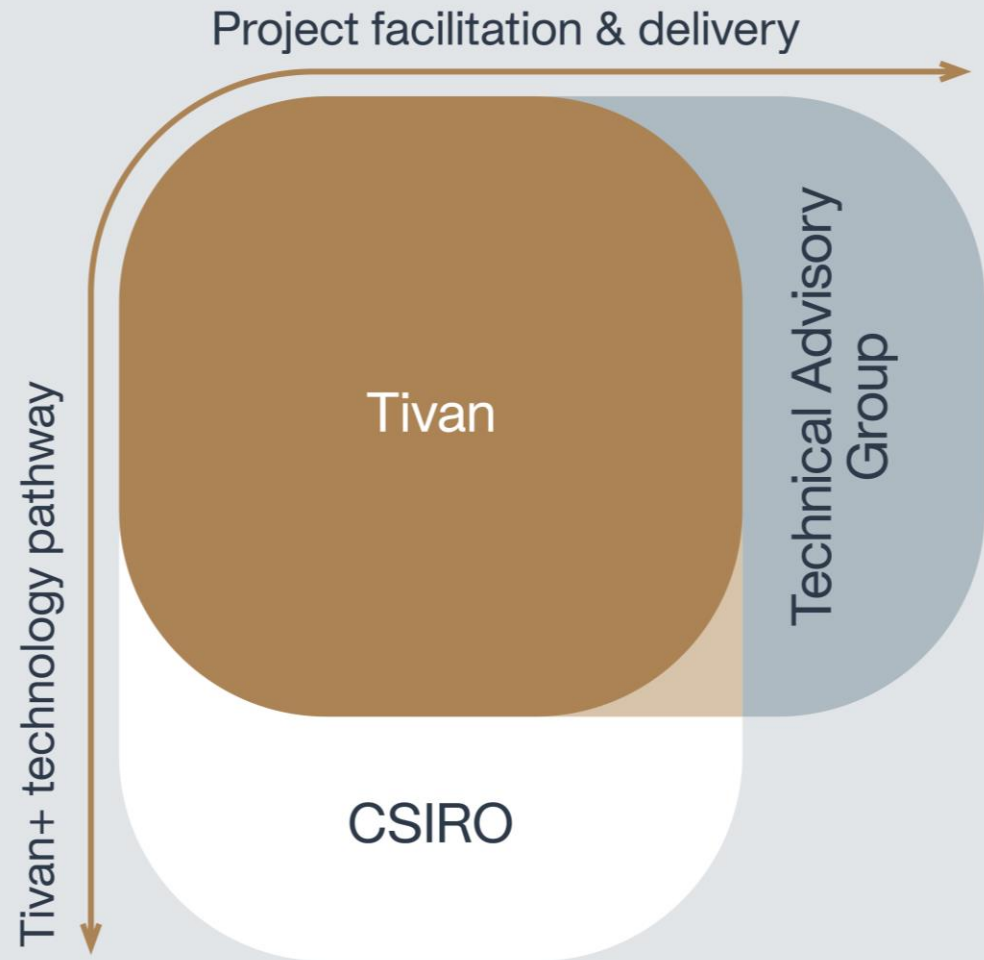 Project facilitation & delivery
Tivan+ technology pathway
Tivan
Technical Advisory
Group
CSIRO